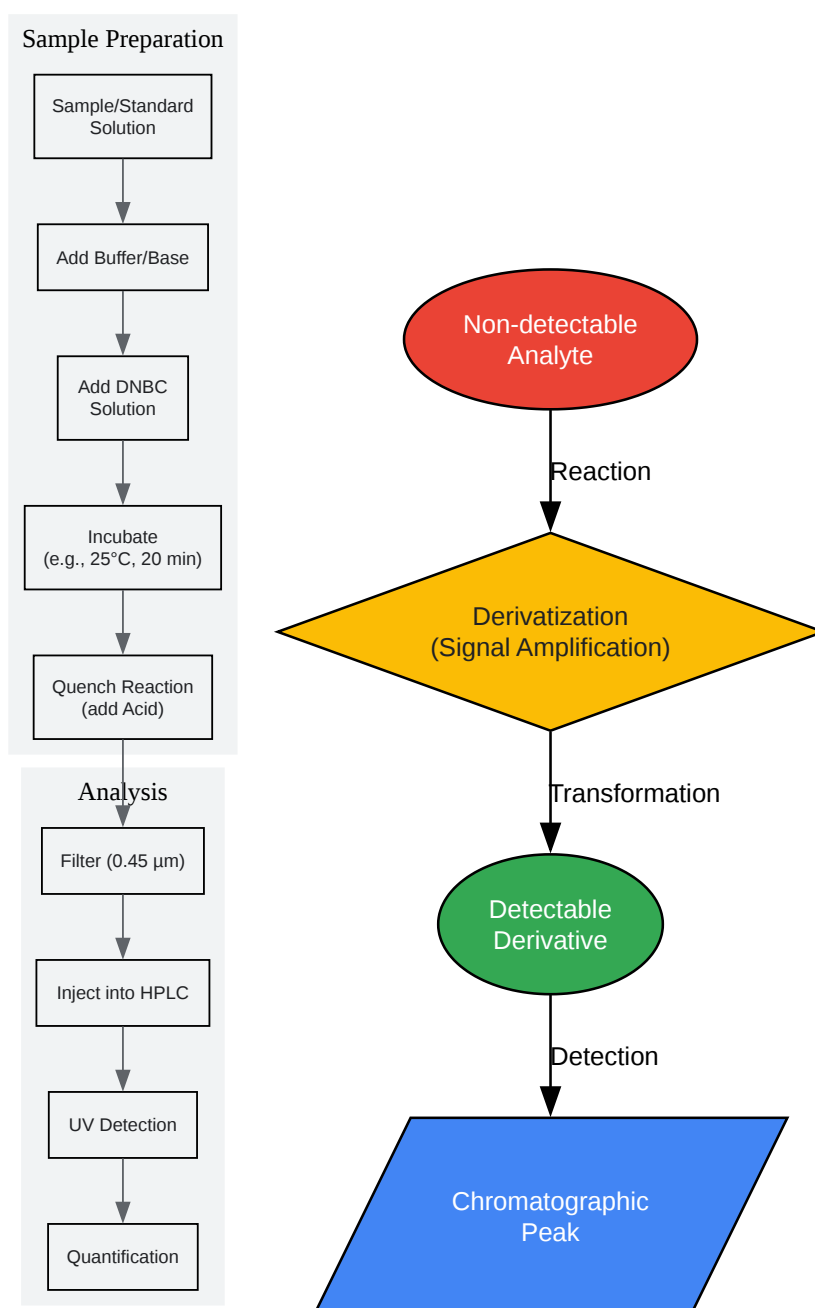 Sample Preparation
Sample/Standard
Solution
Add Buffer/Base
Add DNBC
Solution
Incubate
(e.g., 25°C, 20 min)
Quench Reaction
(add Acid)
Analysis
Filter (0.45 µm)
Inject into HPLC
UV Detection
Quantification
Non-detectable
Analyte
Reaction
Derivatization
(Signal Amplification)
Transformation
Detectable
Derivative
Detection
Chromatographic
Peak